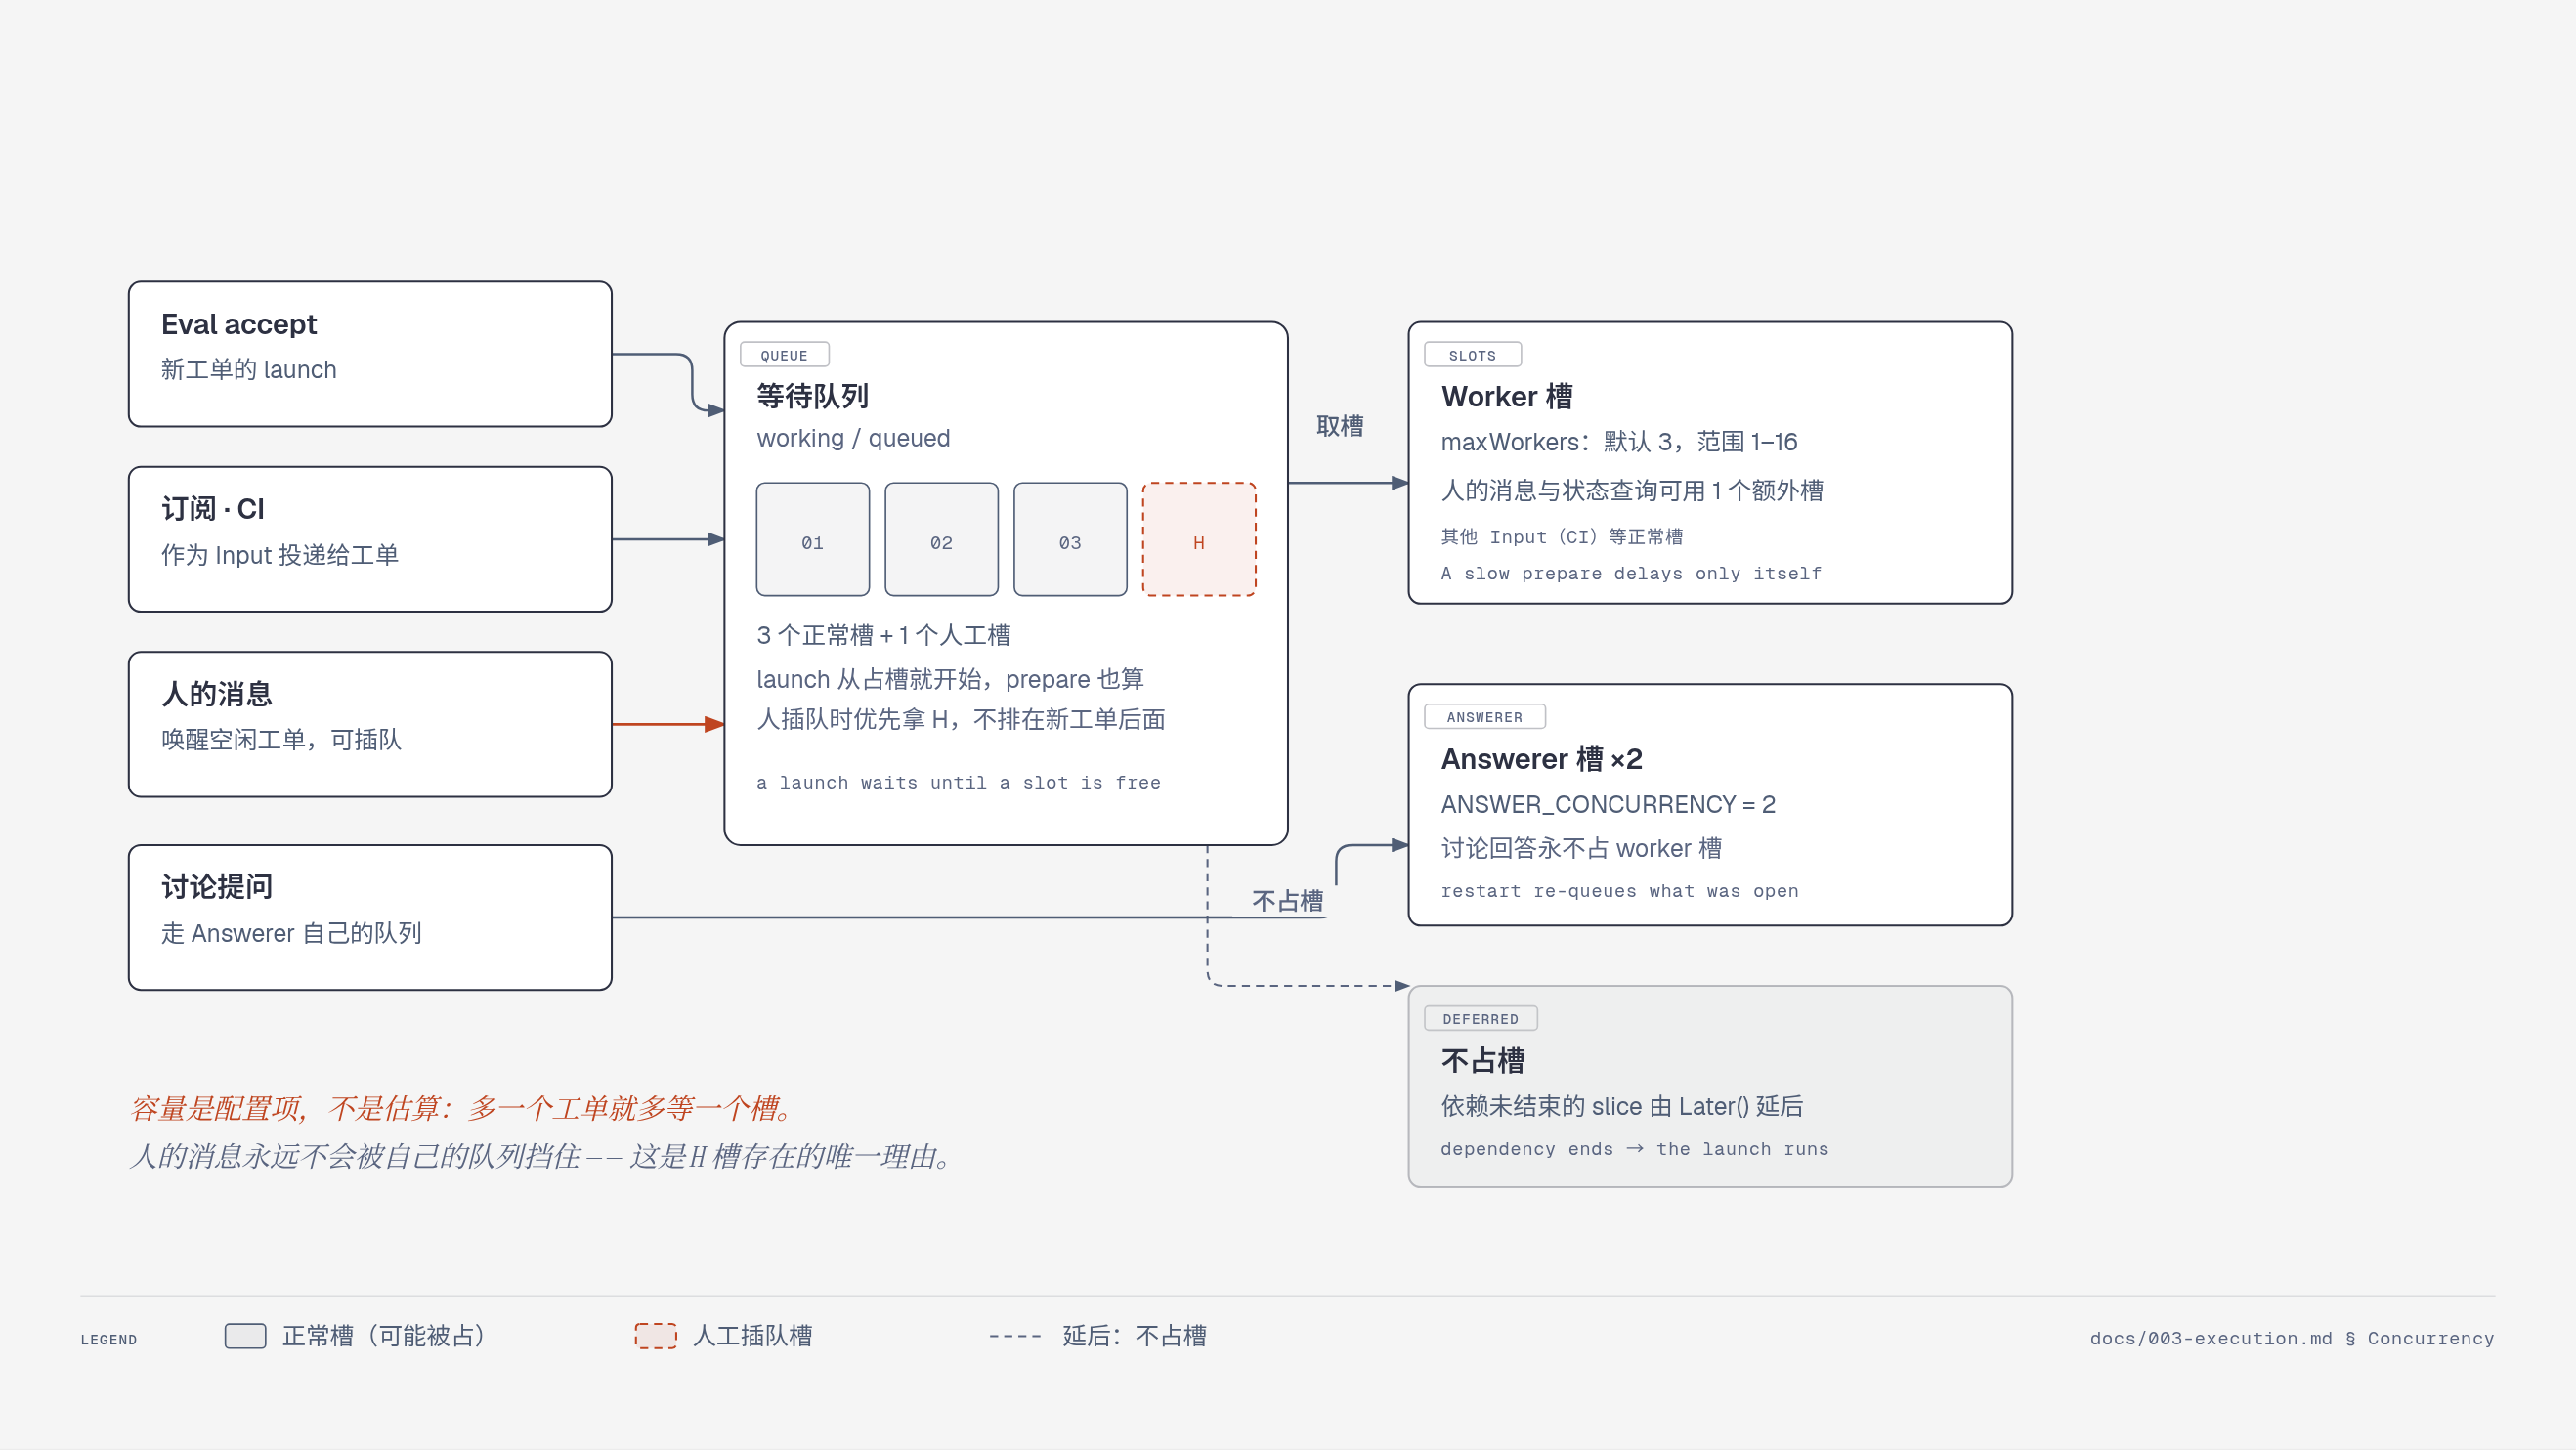 Eval accept
新工单的 launch
订阅 · CI
作为 Input 投递给工单
人的消息
唤醒空闲工单，可插队
讨论提问
走 Answerer 自己的队列
QUEUE
等待队列
working / queued
01
02
03
H
3 个正常槽 + 1 个人工槽
launch 从占槽就开始，prepare 也算
人插队时优先拿 H，不排在新工单后面
a launch waits until a slot is free
取槽
不占槽
SLOTS
Worker 槽
maxWorkers：默认 3，范围 1–16
人的消息与状态查询可用 1 个额外槽
其他 Input（CI）等正常槽
A slow prepare delays only itself
ANSWERER
Answerer 槽 ×2
ANSWER_CONCURRENCY = 2
讨论回答永不占 worker 槽
restart re-queues what was open
DEFERRED
不占槽
依赖未结束的 slice 由 Later() 延后
dependency ends → the launch runs
容量是配置项，不是估算：多一个工单就多等一个槽。
人的消息永远不会被自己的队列挡住 —— 这是 H 槽存在的唯一理由。
LEGEND
正常槽（可能被占）
人工插队槽
延后：不占槽
docs/003-execution.md § Concurrency